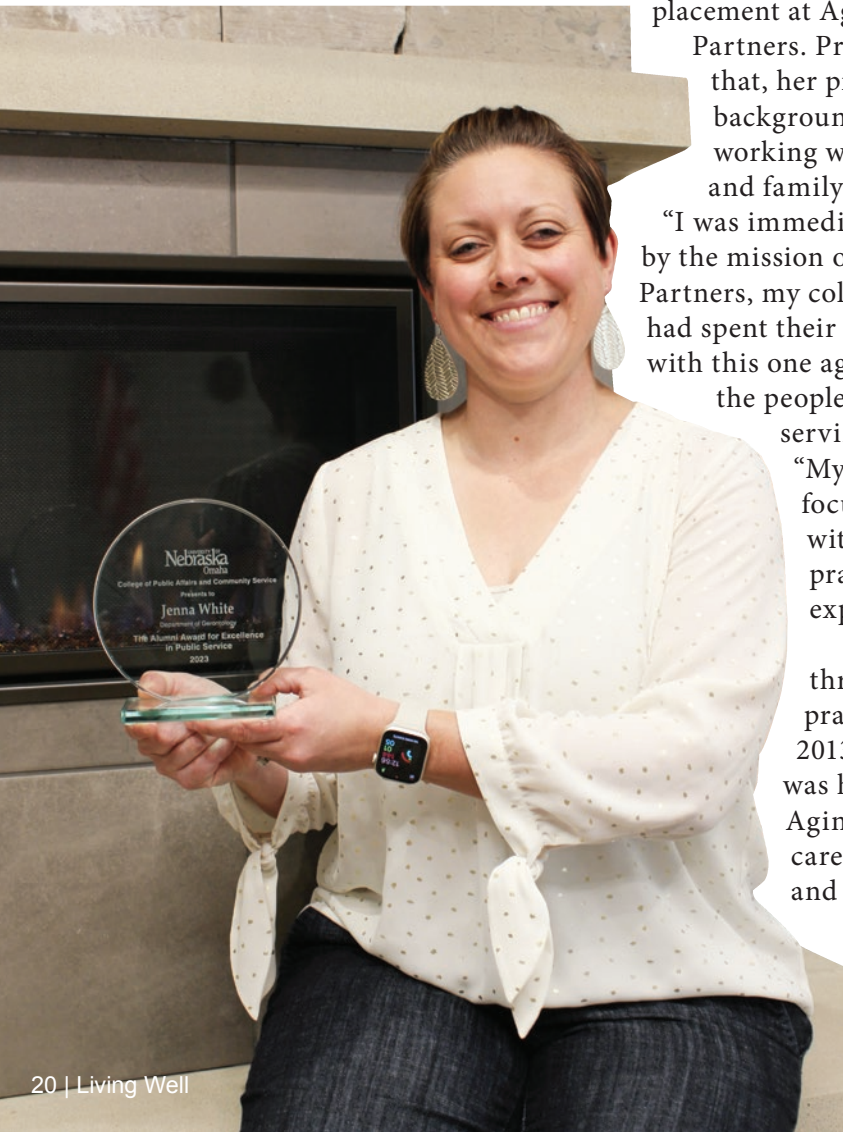 placement at Ag
Partners. Pr
that, her p
backgroun
working w
and family
“I was immedi
by the mission o
Partners, my col
had spent their
with this one ag
the people
servi
“My
focu
wit
pra
exp
thr
pra
2013
was h
Agin
care
and
UNIVERSITY OF
Nebraska
Omaha
College of Public Affairs and Community Service
Presents to
Jenna White
Department of Gerontology
The Alumni Award for Excellence
in Public Service
2023
20 | Living Well